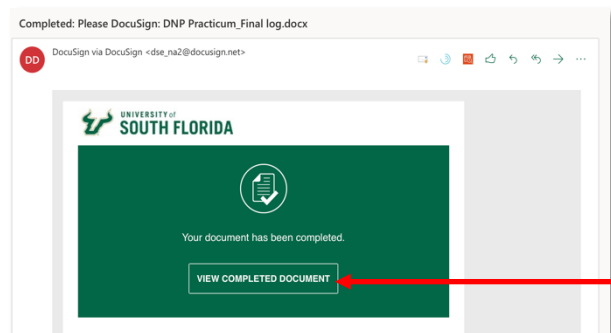 Completed: Please DocuSign: DNP Practicum_Final log.docx
DD
DocuSign via DocuSign <dse_na2@docusign.net>
UNIVERSITY of
SOUTH FLORIDA
Your document has been completed.
VIEW COMPLETED DOCUMENT